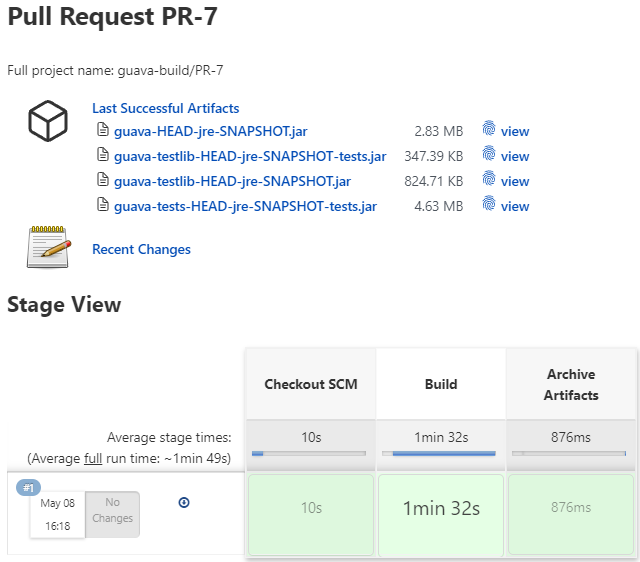 Pull Request PR-7
Full project name: guava-build/PR-7
Last Successful Artifacts
guava-HEAD-jre-SNAPSHOT.jar 2.83 MB view
guava-testlib-HEAD-jre-SNAPSHOT-tests.jar 347.39 KB view
guava-testlib-HEAD-jre-SNAPSHOT.jar 824.71 KB view
guava-tests-HEAD-jre-SNAPSHOT-tests.jar 4.63 MB view
Recent Changes
Stage View
Checkout SCM Build Archive
Artifacts
Average stage times: 10s 1min 32s 876ms
(Average full run time: ~1min 49s)
#1
May 08 No
Changes
16:18
10s 1min 32s 876ms